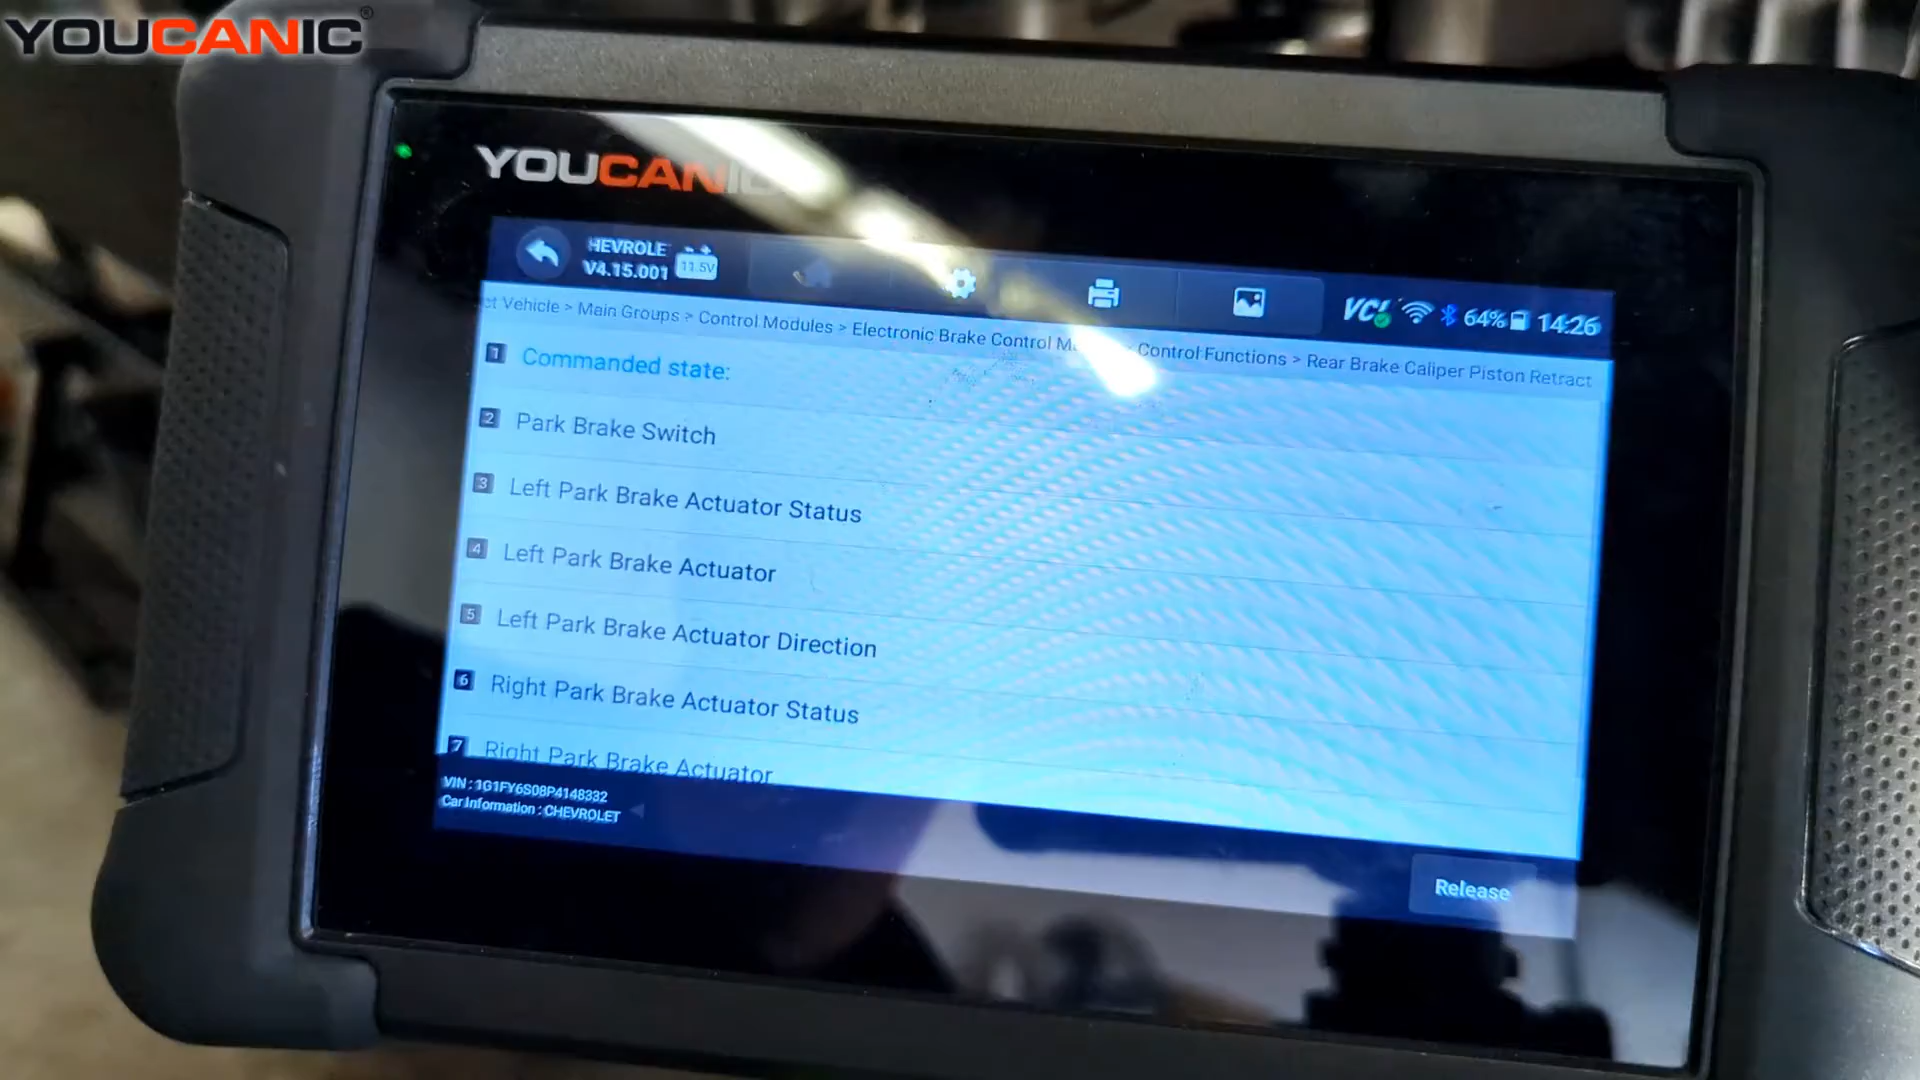 YOUCANIC®
YOUCANIC
HEVROLE
V4.15.001
11.5V
VCI
64%
14:26
ct Vehicle > Main Groups > Control Modules > Electronic Brake Control > Control Functions > Rear Brake Caliper Piston Retract
1 Commanded state:
2 Park Brake Switch
3 Left Park Brake Actuator Status
4 Left Park Brake Actuator
5 Left Park Brake Actuator Direction
6 Right Park Brake Actuator Status
7 Right Park Brake Actuator
VIN : 1G1FY6S08P4148332
Car Information : CHEVROLET
Release